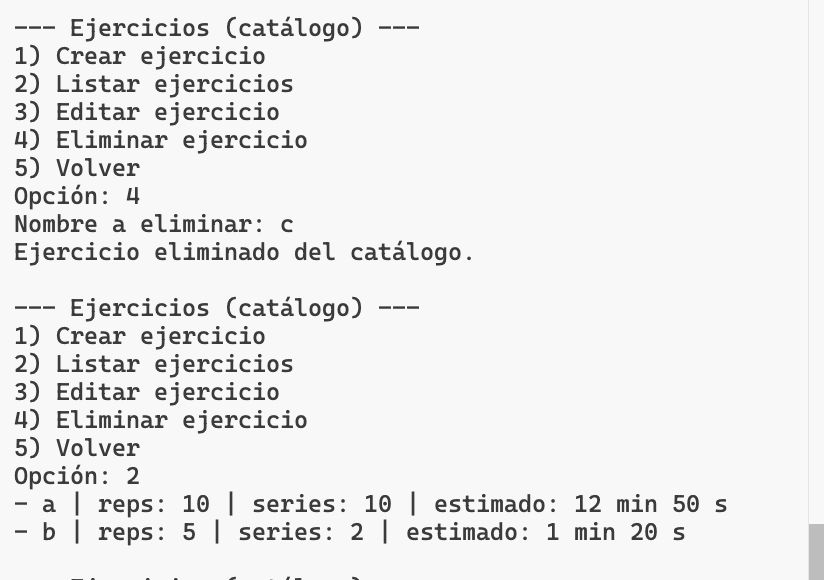 --- Ejercicios (catálogo) ---
1) Crear ejercicio
2) Listar ejercicios
3) Editar ejercicio
4) Eliminar ejercicio
5) Volver
Opción: 4
Nombre a eliminar: c
Ejercicio eliminado del catálogo.
--- Ejercicios (catálogo) ---
1) Crear ejercicio
2) Listar ejercicios
3) Editar ejercicio
4) Eliminar ejercicio
5) Volver
Opción: 2
- a | reps: 10 | series: 10 | estimado: 12 min 50 s
- b | reps: 5 | series: 2 | estimado: 1 min 20 s